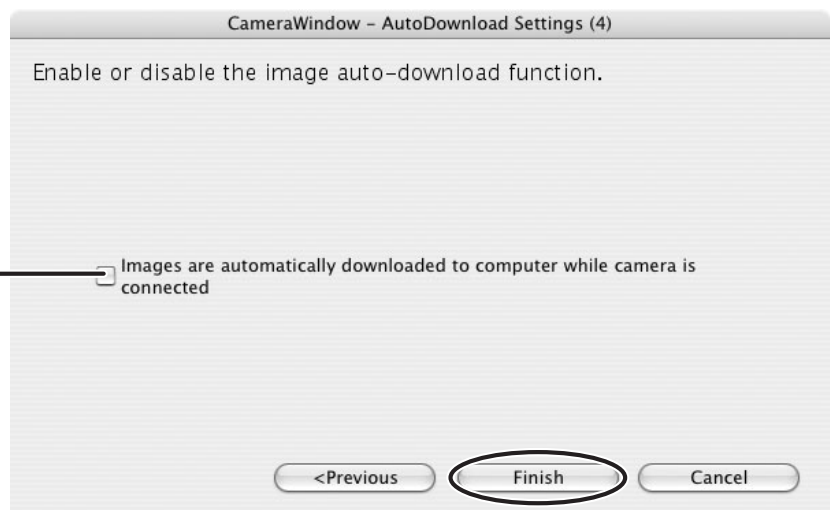 CameraWindow – AutoDownload Settings (4)
Enable or disable the image auto-download function.
Images are automatically downloaded to computer while camera is
connected
<Previous
Finish
Cancel